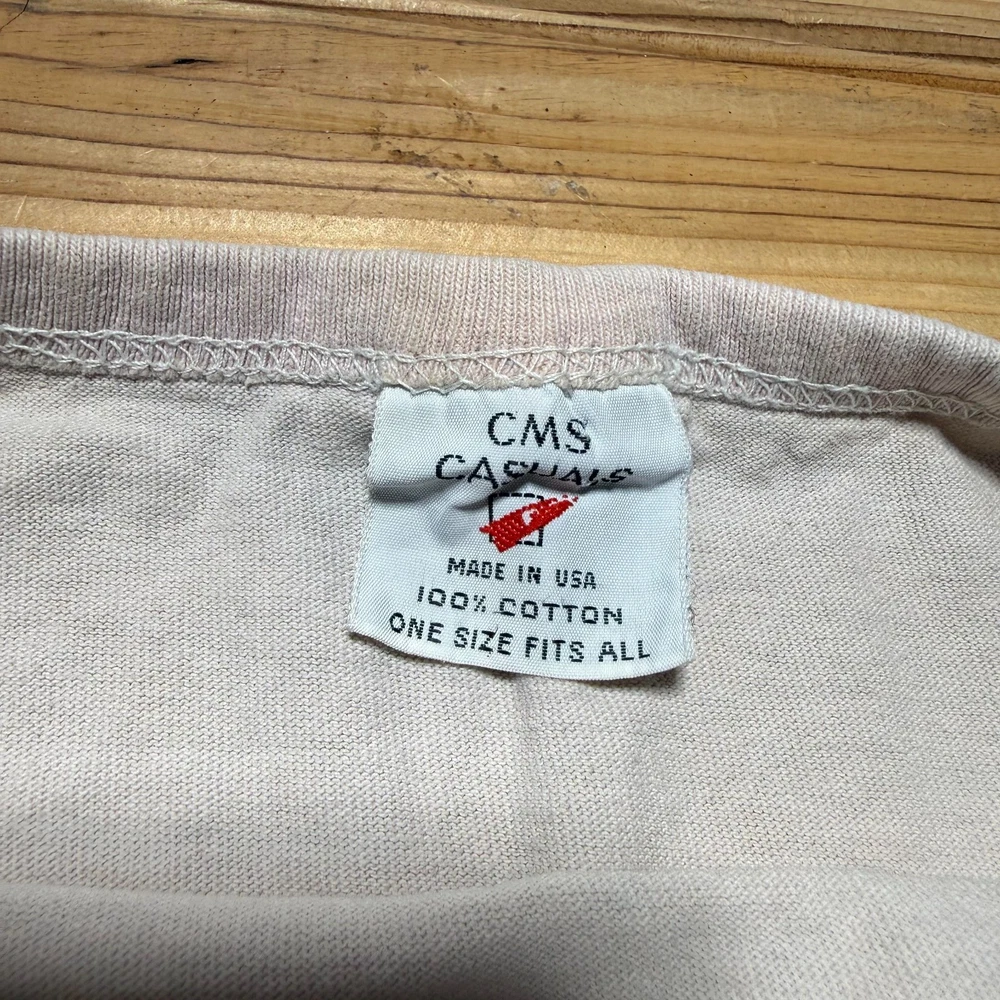 CMS
CASUALS
MADE IN USA
100% COTTON
ONE SIZE FITS ALL